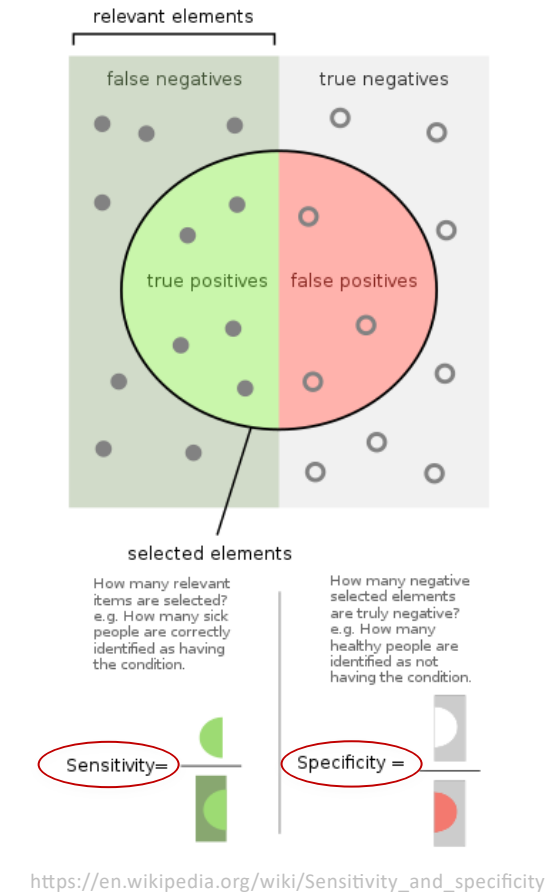 relevant elements
false negatives
true negatives
true positives
false positives
selected elements
How many relevant
items are selected?
e.g. How many sick
people are correctly
identified as having
the condition.
How many negative
selected elements
are truly negative?
e.g. How many
healthy people are
identified as not
having the condition.
Sensitivity=
Specificity =
https://en.wikipedia.org/wiki/Sensitivity_and_specificity